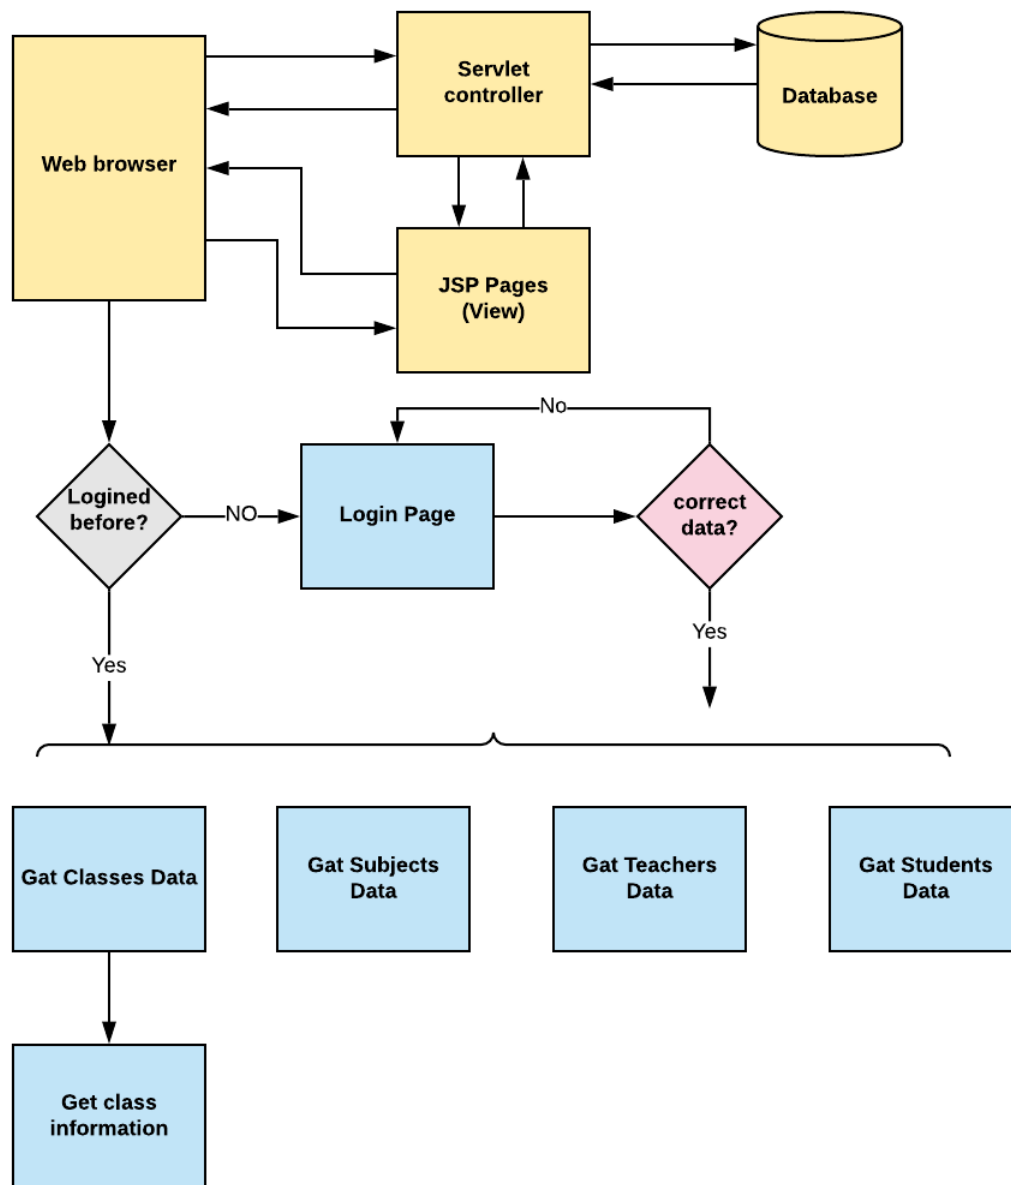 Servlet
controller
Database
Web browser
JSP Pages
(View)
No
Logined
before?
NO
Login Page
correct
data?
Yes
Yes
Gat Classes Data
Gat Subjects
Data
Gat Teachers
Data
Gat Students
Data
Get class
information